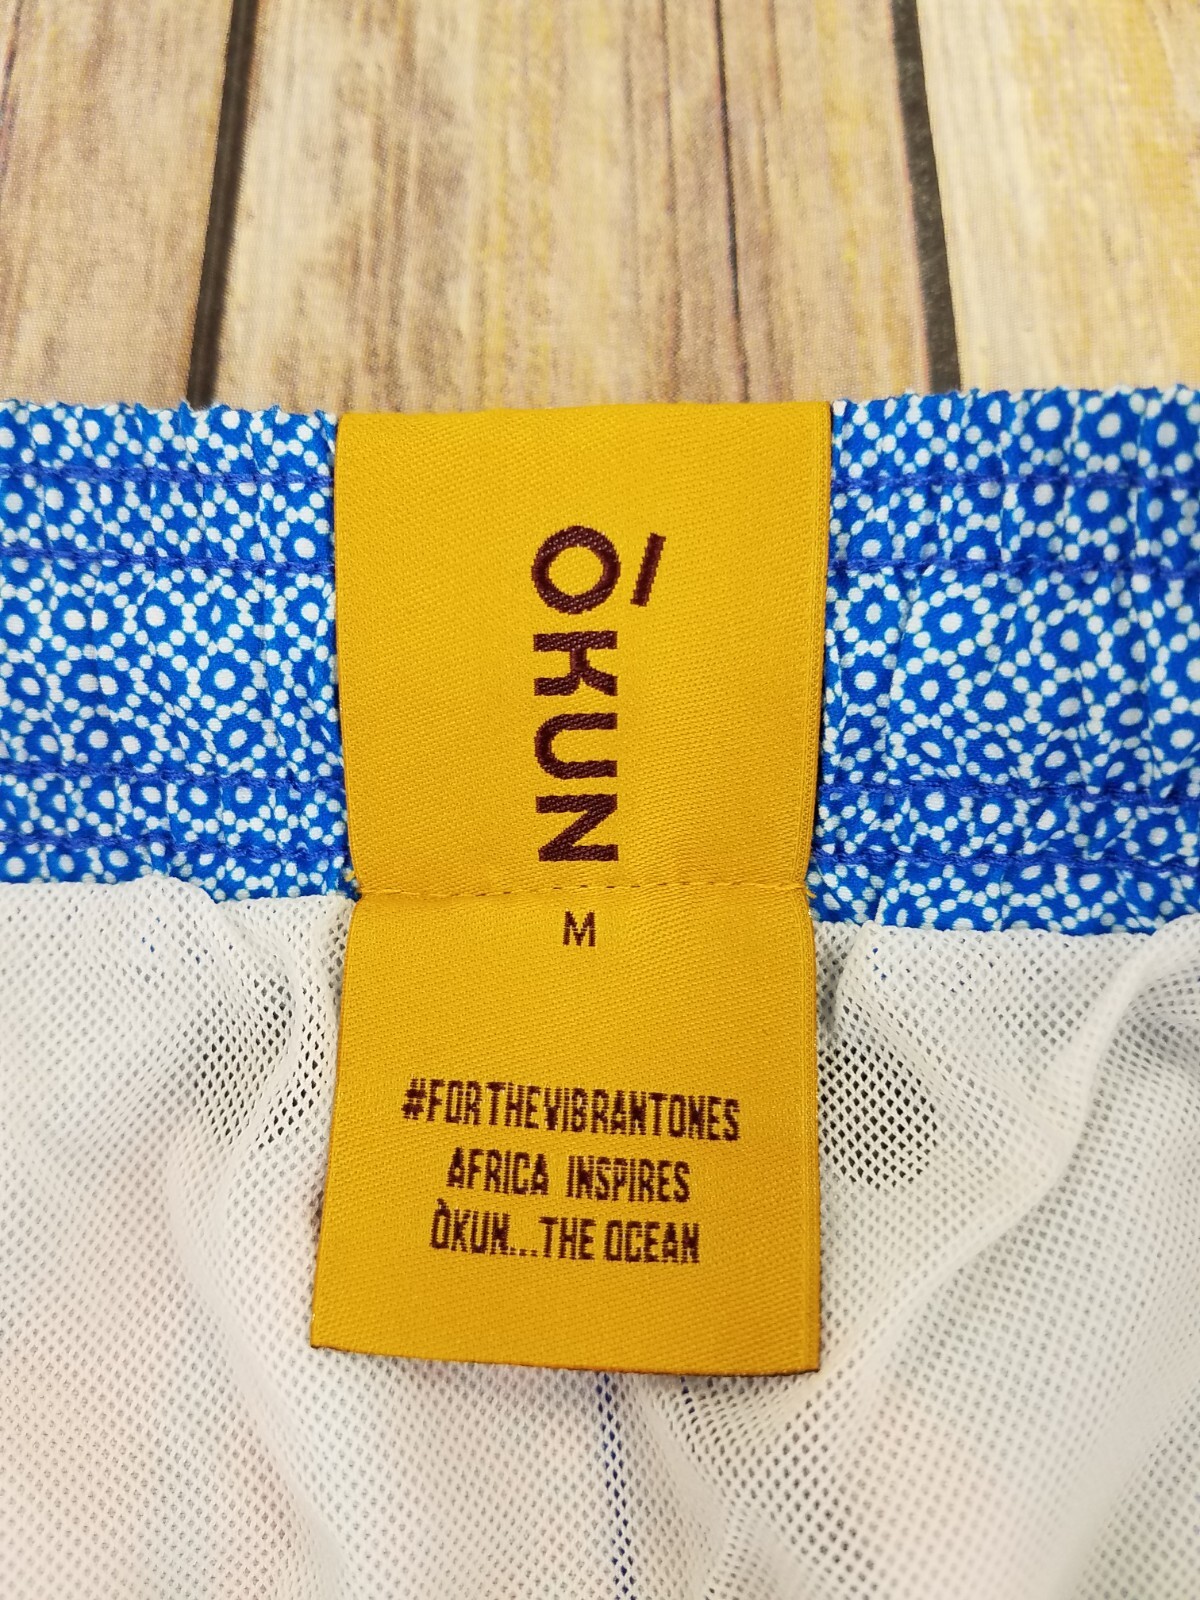 ÒKUN
M
#FORTHEVIBRANTONES
AFRICA INSPIRES
ÒKUN...THE OCEAN